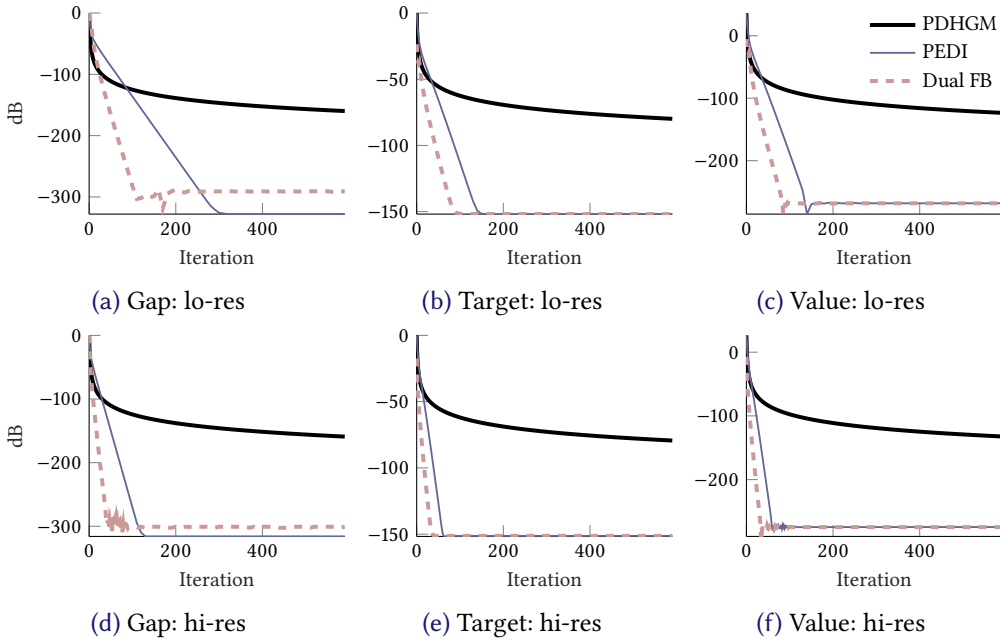 0
−100
−200
−300
dB
0 200 400
Iteration
(a) Gap: lo-res
0
−50
−100
−150
0 200 400
Iteration
(b) Target: lo-res
0
−100
−200
0 200 400
Iteration
(c) Value: lo-res
PDHGM
PEDI
Dual FB
0
−100
−200
−300
dB
0 200 400
Iteration
(d) Gap: hi-res
0
−50
−100
−150
0 200 400
Iteration
(e) Target: hi-res
0
−100
−200
0 200 400
Iteration
(f) Value: hi-res